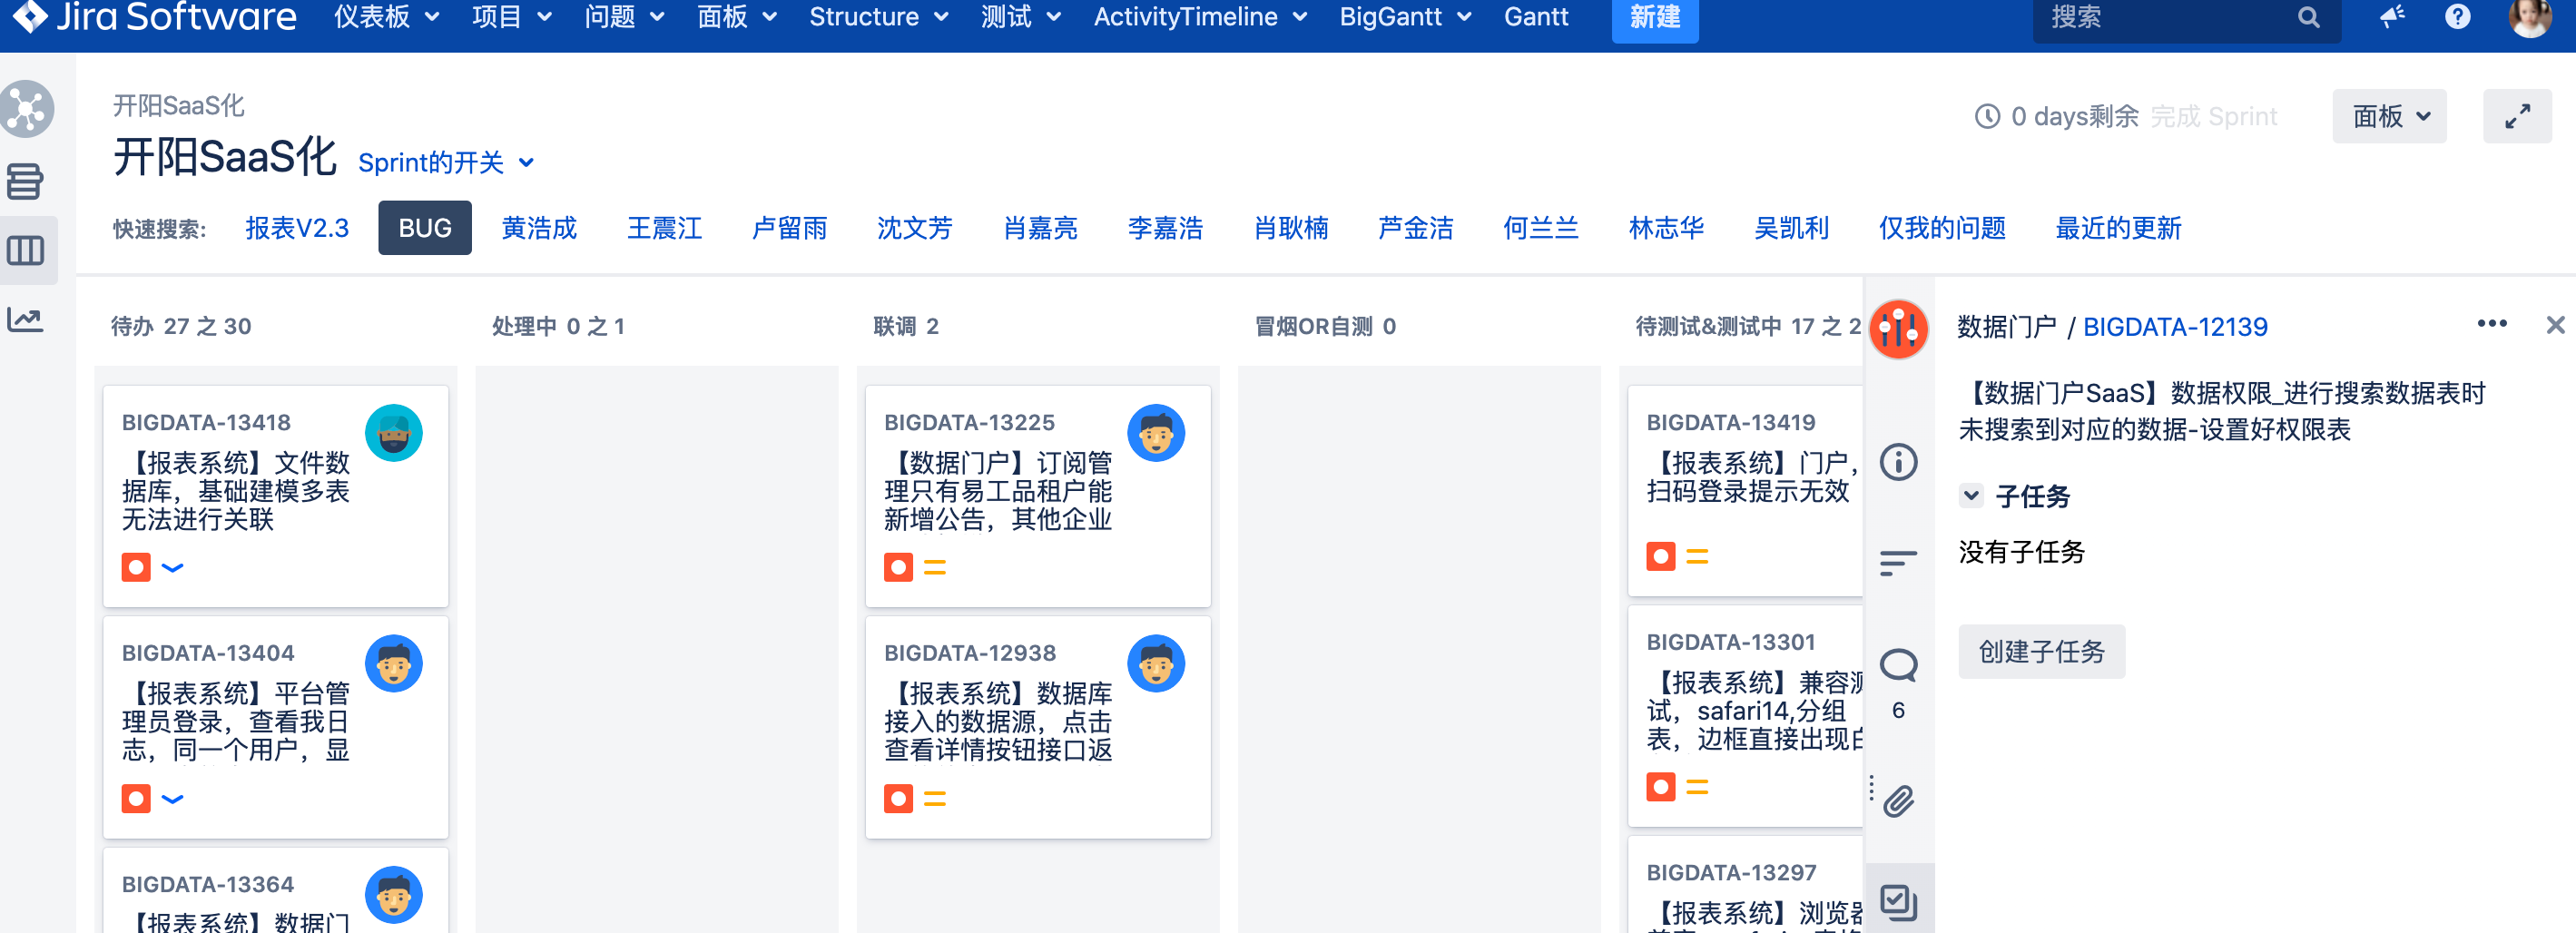 Jira Software 仪表板 项目 问题 面板 Structure 测试 ActivityTimeline BigGantt Gantt 新建 搜索
开阳SaaS化
开阳SaaS化 Sprint的开关
0 days剩余 完成 Sprint 面板
快速搜索: 报表V2.3 BUG 黄浩成 王震江 卢留雨 沈文芳 肖嘉亮 李嘉浩 肖耿楠 芦金洁 何兰兰 林志华 吴凯利 仅我的问题 最近的更新
待办 27 之 30
处理中 0 之 1
联调 2
冒烟OR自测 0
待测试&测试中 17 之 2
BIGDATA-13418
【报表系统】文件数
据库，基础建模多表
无法进行关联
BIGDATA-13404
【报表系统】平台管
理员登录，查看我日
志，同一个用户，显
BIGDATA-13364
【报表系统】数据门
BIGDATA-13225
【数据门户】订阅管
理只有易工品租户能
新增公告，其他企业
BIGDATA-12938
【报表系统】数据库
接入的数据源，点击
查看详情按钮接口返
BIGDATA-13419
【报表系统】门户，
扫码登录提示无效
BIGDATA-13301
【报表系统】兼容测
试，safari14,分组
表，边框直接出现白
BIGDATA-13297
【报表系统】浏览器
6
数据门户 / BIGDATA-12139
【数据门户SaaS】数据权限_进行搜索数据表时
未搜索到对应的数据-设置好权限表
子任务
没有子任务
创建子任务